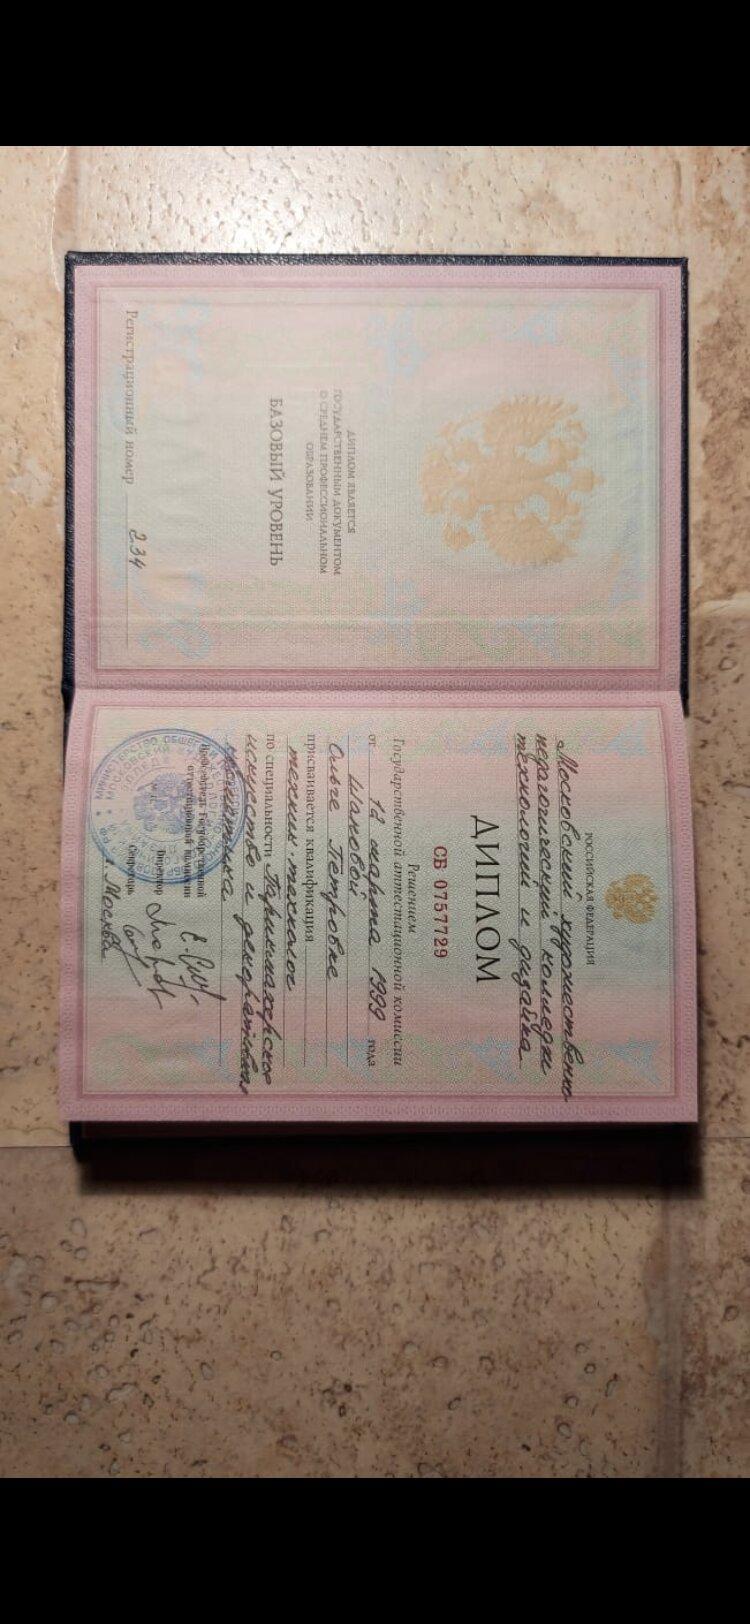 ДИПЛОМ ЯВЛЯЕТСЯ
ГОСУДАРСТВЕННЫМ ДОКУМЕНТОМ
О СРЕДНЕМ ПРОФЕССИОНАЛЬНОМ
ОБРАЗОВАНИИ
БАЗОВЫЙ УРОВЕНЬ
Регистрационный номер 234
РОССИЙСКАЯ ФЕДЕРАЦИЯ
Московский художественно-
педагогический колледж
технологий и дизайна
ДИПЛОМ
СБ 0757729
Решением
Государственной аттестационной комиссии
от 12 марта 1999 года
Шаковой
Ольге Петровне
присваивается квалификация
техник-технолог
по специальности Парикмахерское
искусство и декоративная
косметика
Председатель Государственной
аттестационной комиссии
Директор
Секретарь
г. Москва